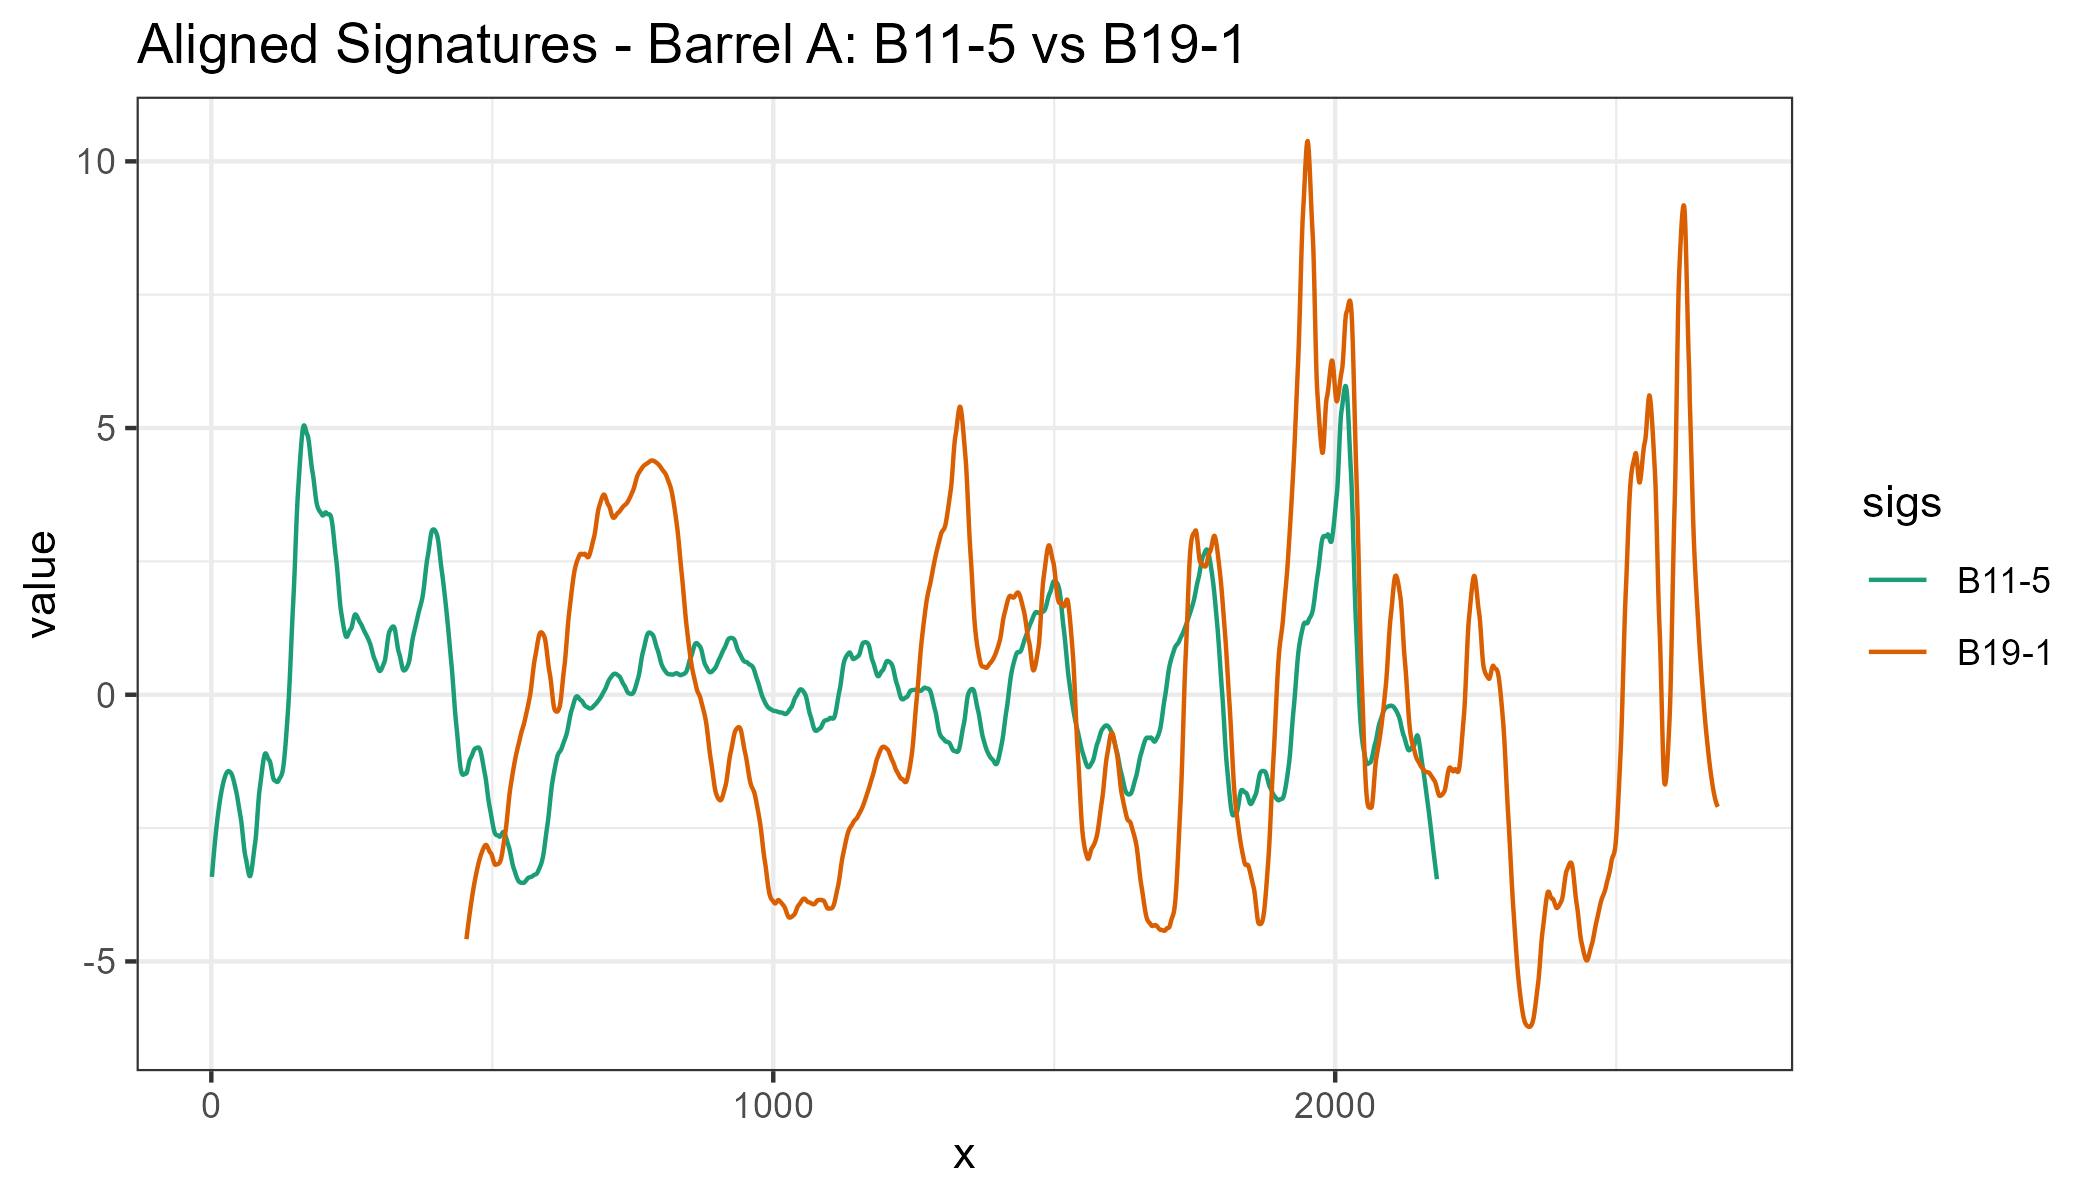 Aligned Signatures - Barrel A: B11-5 vs B19-1
10
5
0
-5
value
0
1000
2000
x
sigs
B11-5
B19-1